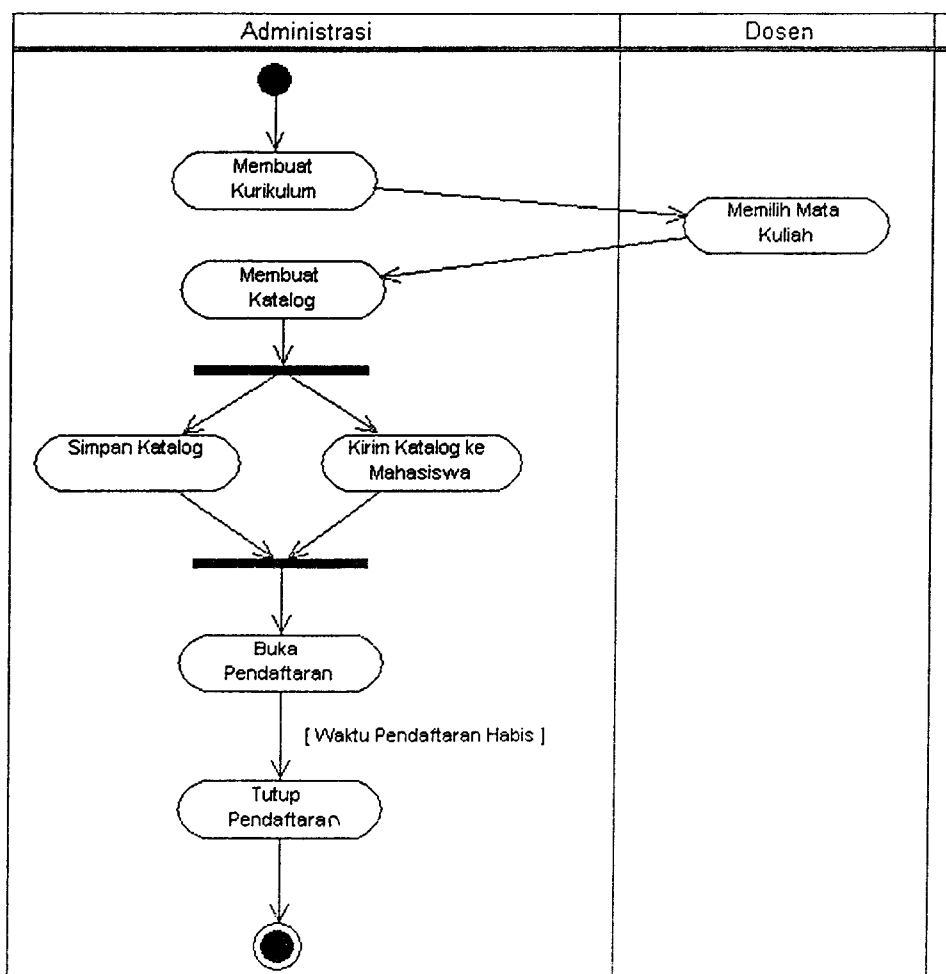 Administrasi
Dosen
Membuat
Kurikulum
Memilih Mata
Kuliah
Membuat
Katalog
Simpan Katalog
Kirim Katalog ke
Mahasiswa
Buka
Pendaftaran
[ Waktu Pendaftaran Habis ]
Tutup
Pendaftaran